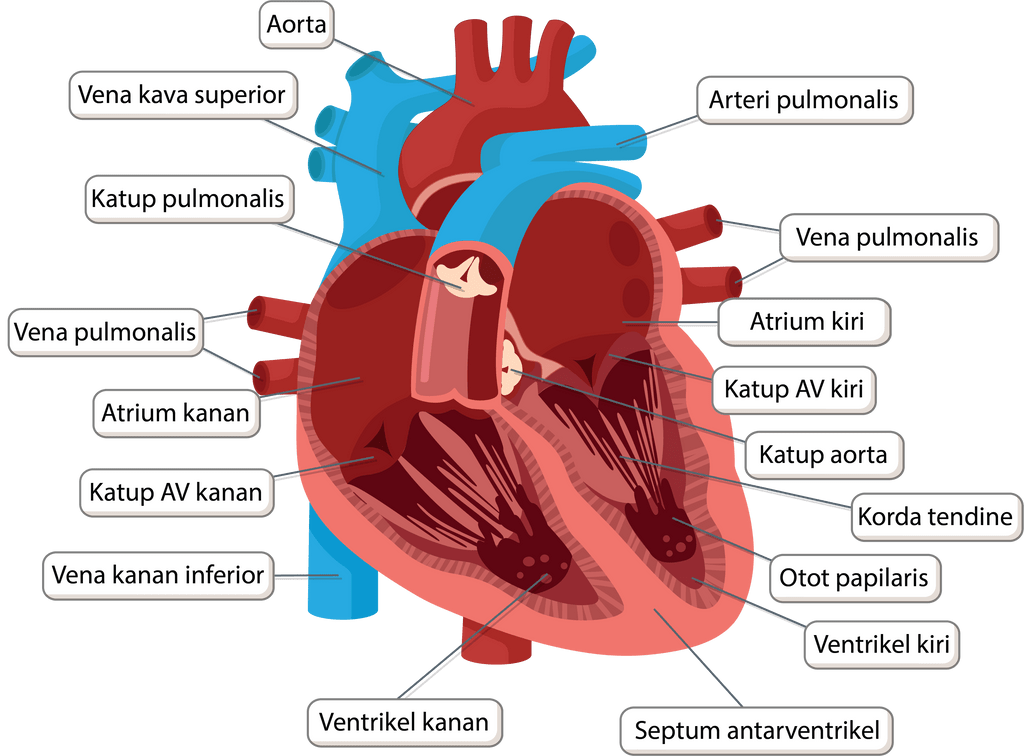 Aorta
Vena kava superior
Arteri pulmonalis
Katup pulmonalis
Vena pulmonalis
Vena pulmonalis
Atrium kiri
Katup AV kiri
Atrium kanan
Katup aorta
Katup AV kanan
Korda tendine
Vena kanan inferior
Otot papilaris
Ventrikel kiri
Ventrikel kanan
Septum antarventrikel